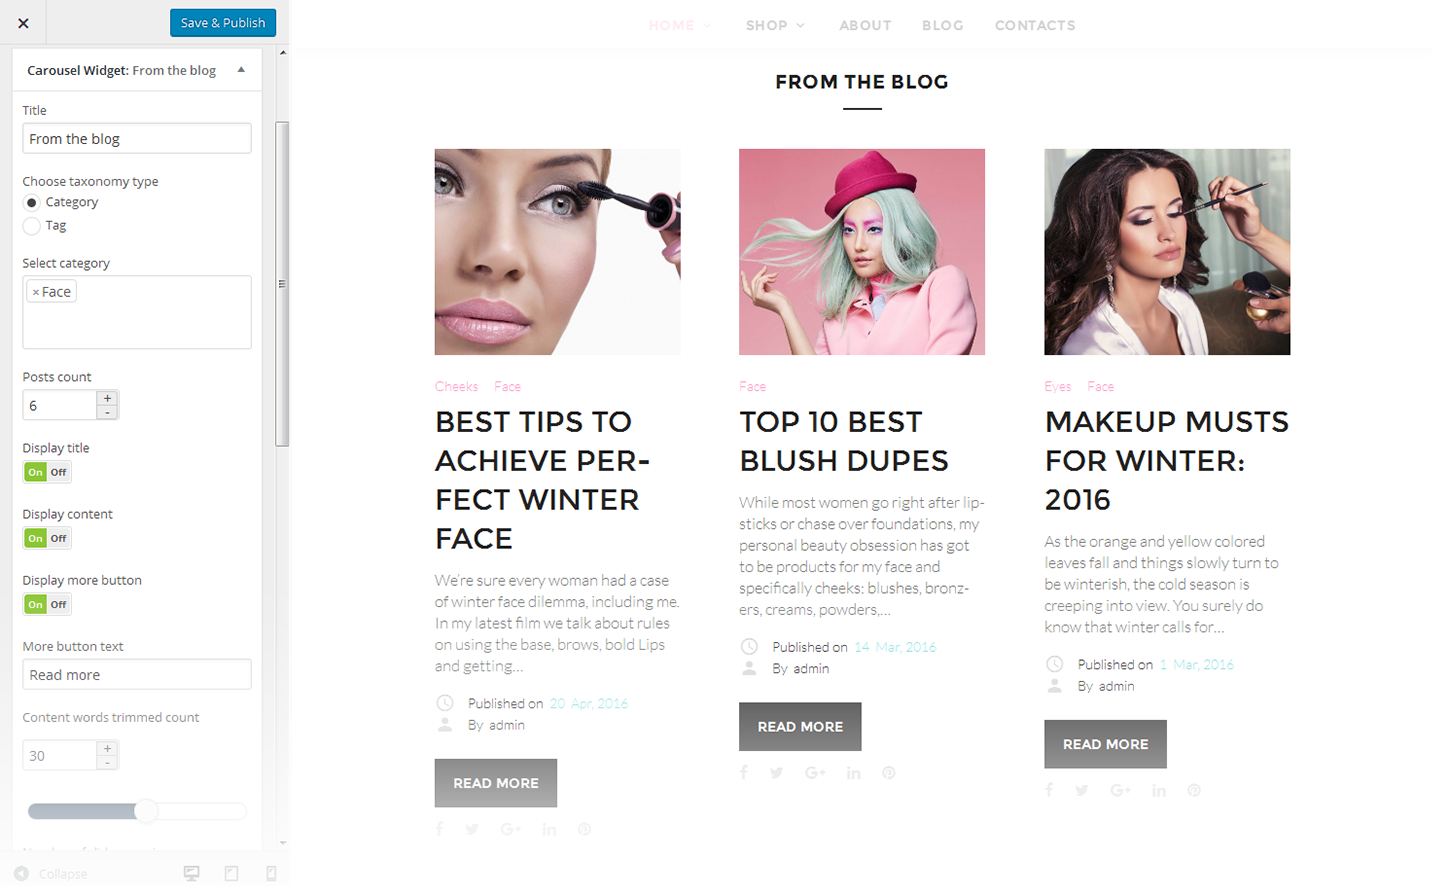 Save & Publish
Carousel Widget: From the blog
Title
From the blog
Choose taxonomy type
Category
Tag
Select category
× Face
Posts count
6
+
-
Display title
On Off
Display content
On Off
Display more button
On Off
More button text
Read more
Content words trimmed count
30
+
-
Collapse
HOME
SHOP
ABOUT
BLOG
CONTACTS
FROM THE BLOG
Cheeks Face
BEST TIPS TO
ACHIEVE PER-
FECT WINTER
FACE
We're sure every woman had a case
of winter face dilemma, including me.
In my latest film we talk about rules
on using the base, brows, bold Lips
and getting...
Published on 20 Apr, 2016
By admin
READ MORE
Face
TOP 10 BEST
BLUSH DUPES
While most women go right after lip-
sticks or chase over foundations, my
personal beauty obsession has got
to be products for my face and
specifically cheeks: blushes, bronz-
ers, creams, powders,...
Published on 14 Mar, 2016
By admin
READ MORE
Eyes Face
MAKEUP MUSTS
FOR WINTER:
2016
As the orange and yellow colored
leaves fall and things slowly turn to
be winterish, the cold season is
creeping into view. You surely do
know that winter calls for...
Published on 1 Mar, 2016
By admin
READ MORE